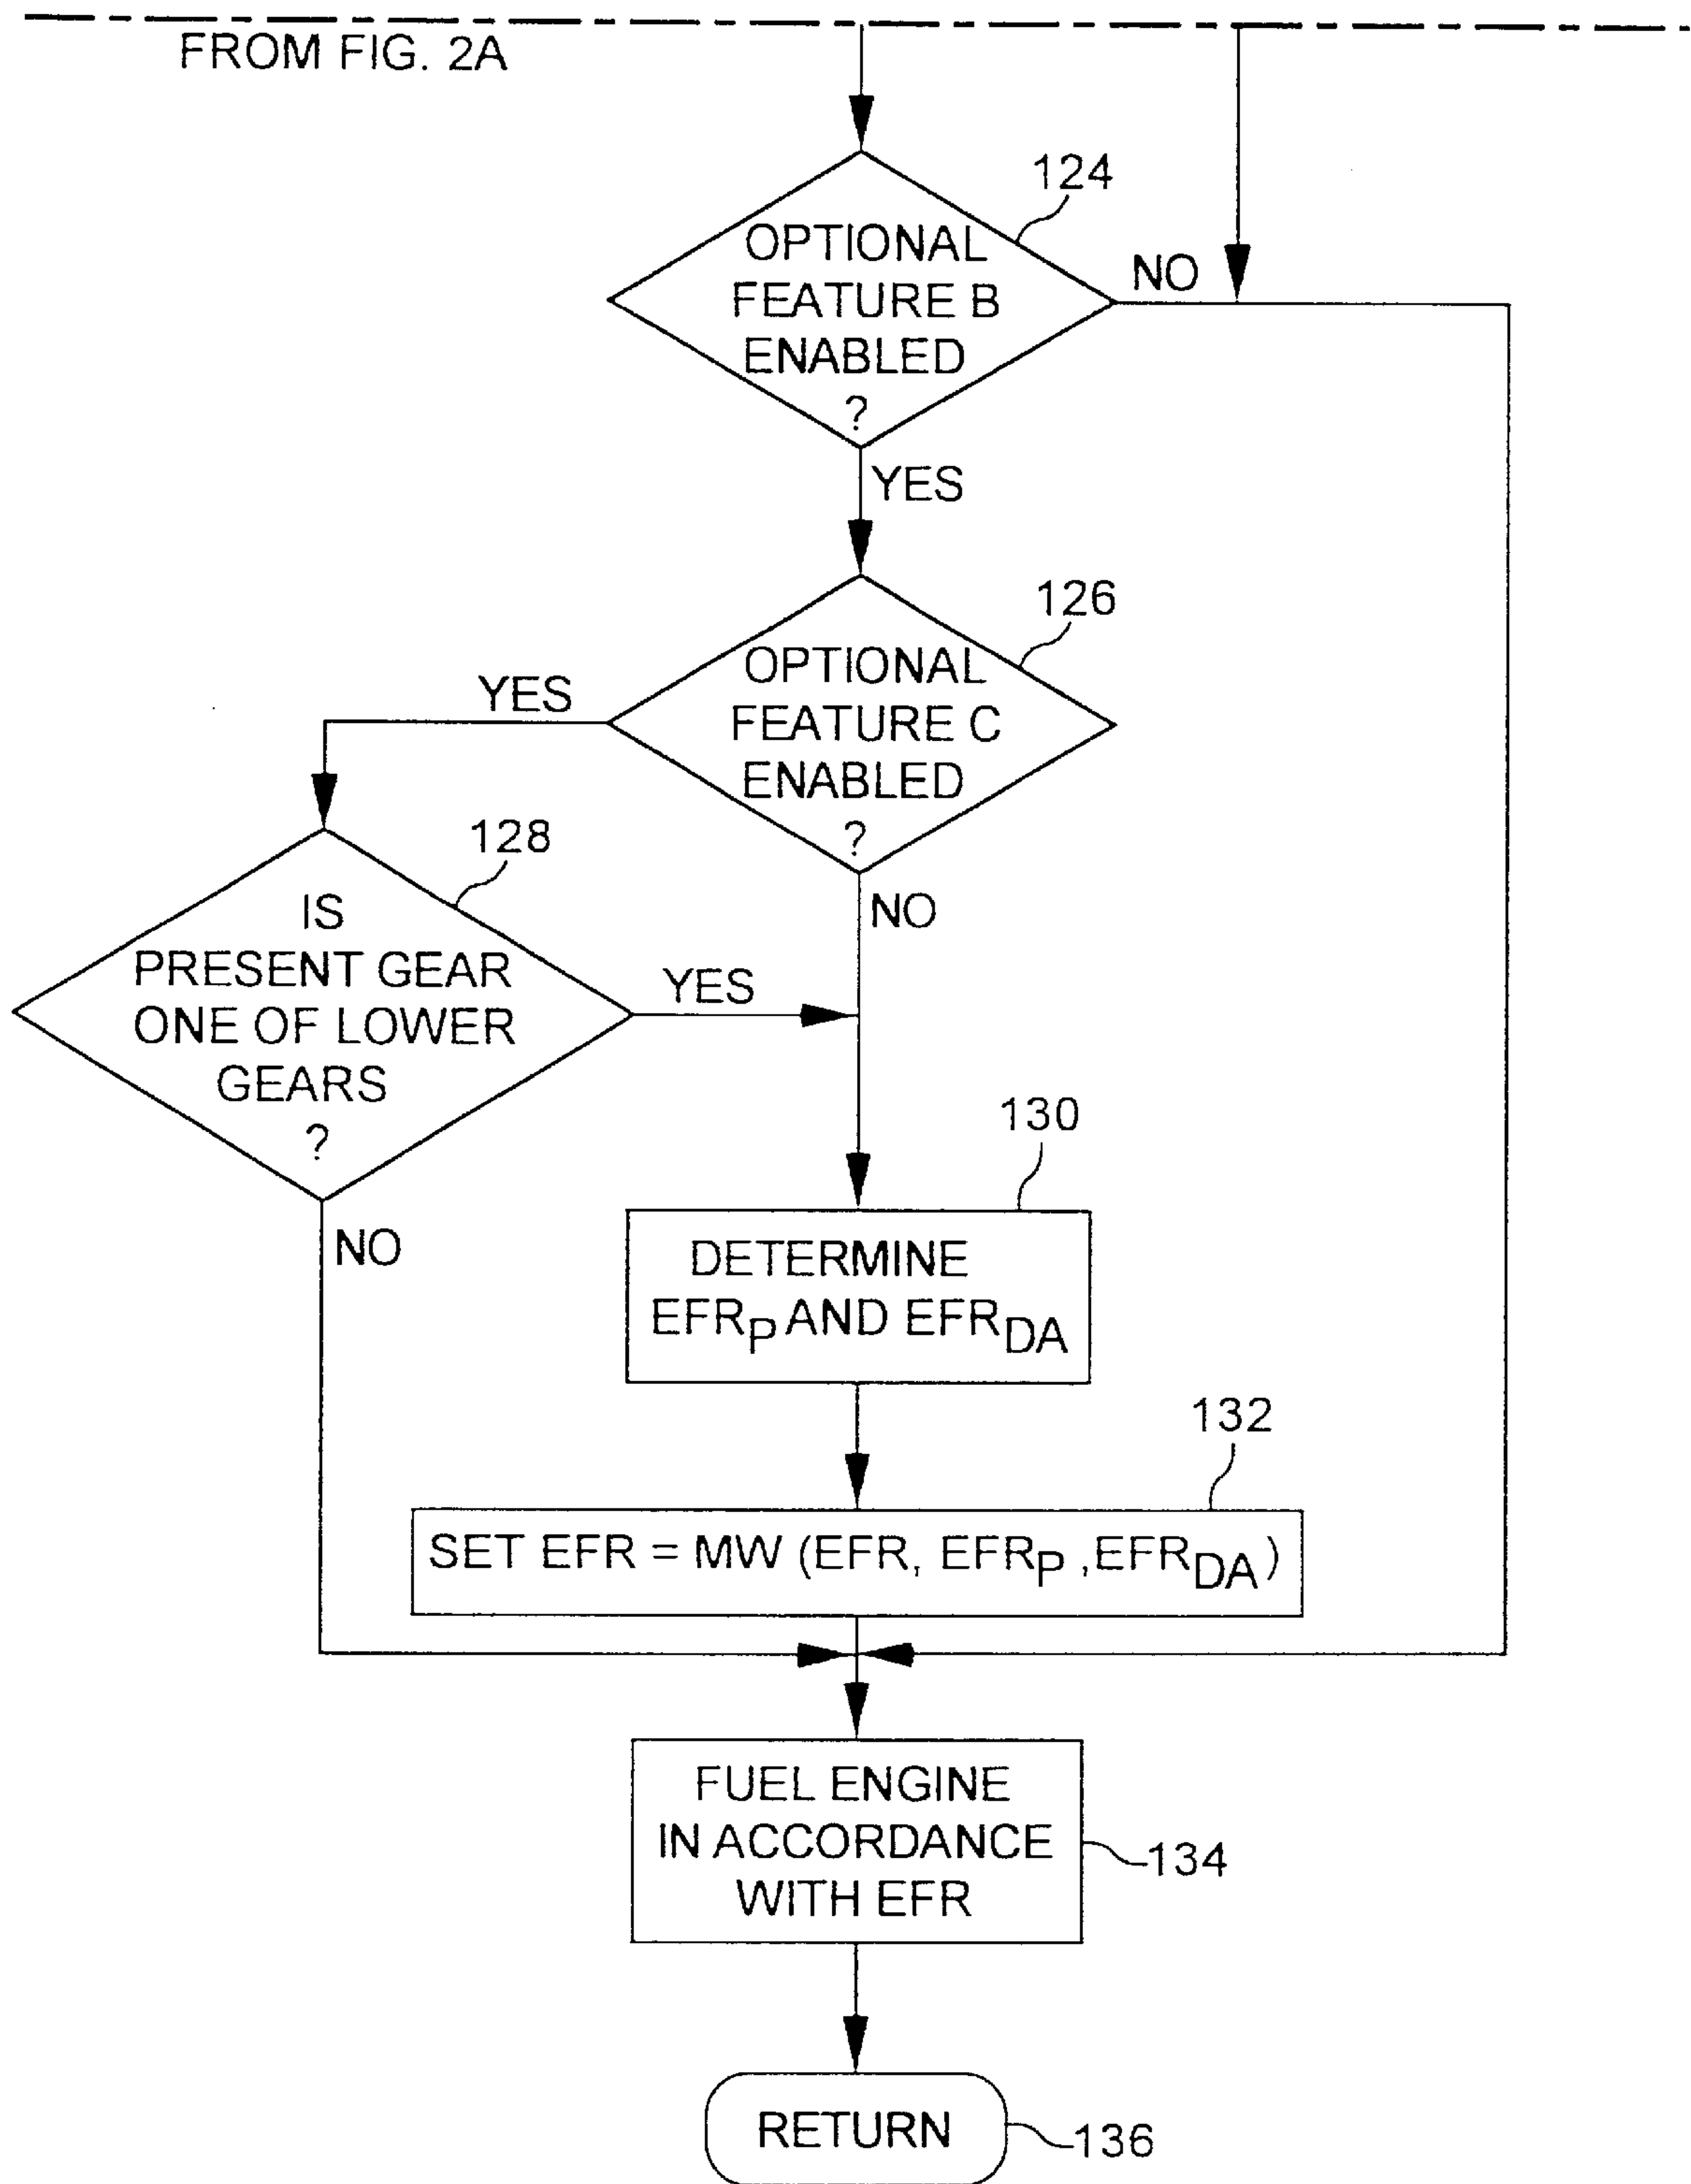 FROM FIG. 2A
124
OPTIONAL
FEATURE B
ENABLED
?
NO
YES
126
OPTIONAL
FEATURE C
ENABLED
?
YES
NO
128
IS
PRESENT GEAR
ONE OF LOWER
GEARS
?
YES
NO
130
DETERMINE
EFRP AND EFRDA
132
SET EFR = MW (EFR, EFRP ,EFRDA)
FUEL ENGINE
IN ACCORDANCE
WITH EFR
134
RETURN
136